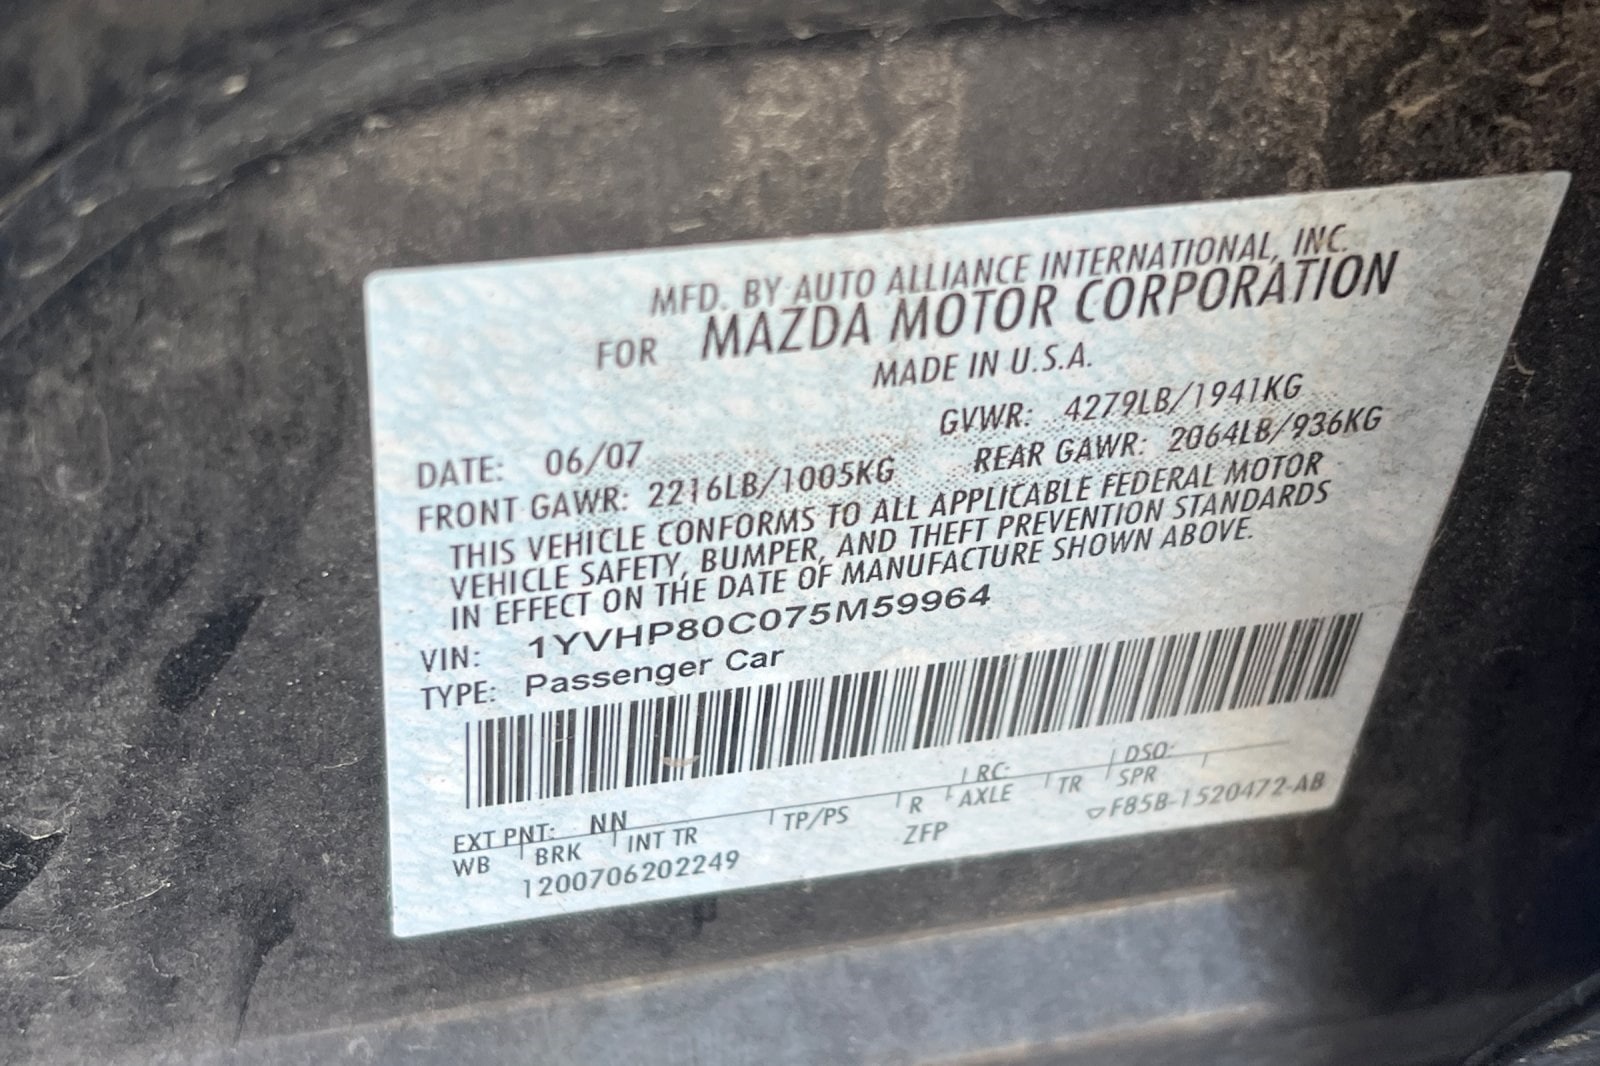 MFD. BY AUTO ALLIANCE INTERNATIONAL, INC.
FOR MAZDA MOTOR CORPORATION
MADE IN U.S.A.
DATE: 06/07 GVWR: 4279LB/1941KG
FRONT GAWR: 2216LB/1005KG REAR GAWR: 2064LB/936KG
THIS VEHICLE CONFORMS TO ALL APPLICABLE FEDERAL MOTOR
VEHICLE SAFETY, BUMPER, AND THEFT PREVENTION STANDARDS
IN EFFECT ON THE DATE OF MANUFACTURE SHOWN ABOVE.
VIN: 1YVHP80C075M59964
TYPE: Passenger Car
EXT PNT: NN RC: DSO:
WB BRK INT TR TP/PS R AXLE TR SPR
1200706202249 ZFP F85B-1520472-AB